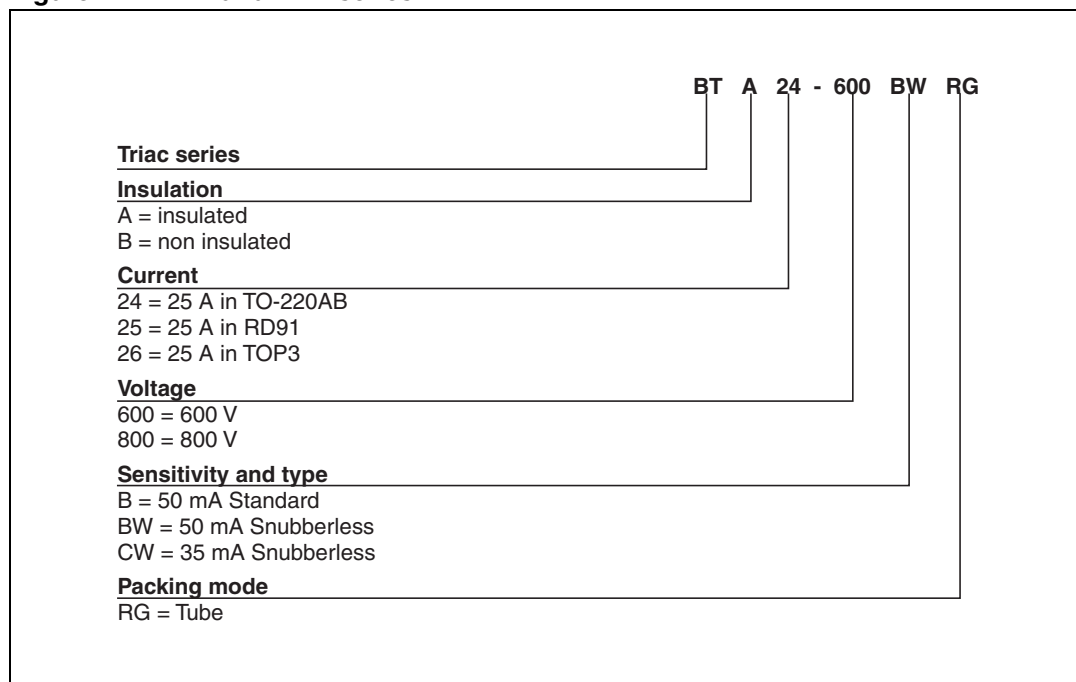 BT A 24 - 600 BW RG
Triac series
Insulation
A = insulated
B = non insulated
Current
24 = 25 A in TO-220AB
25 = 25 A in RD91
26 = 25 A in TOP3
Voltage
600 = 600 V
800 = 800 V
Sensitivity and type
B = 50 mA Standard
BW = 50 mA Snubberless
CW = 35 mA Snubberless
Packing mode
RG = Tube